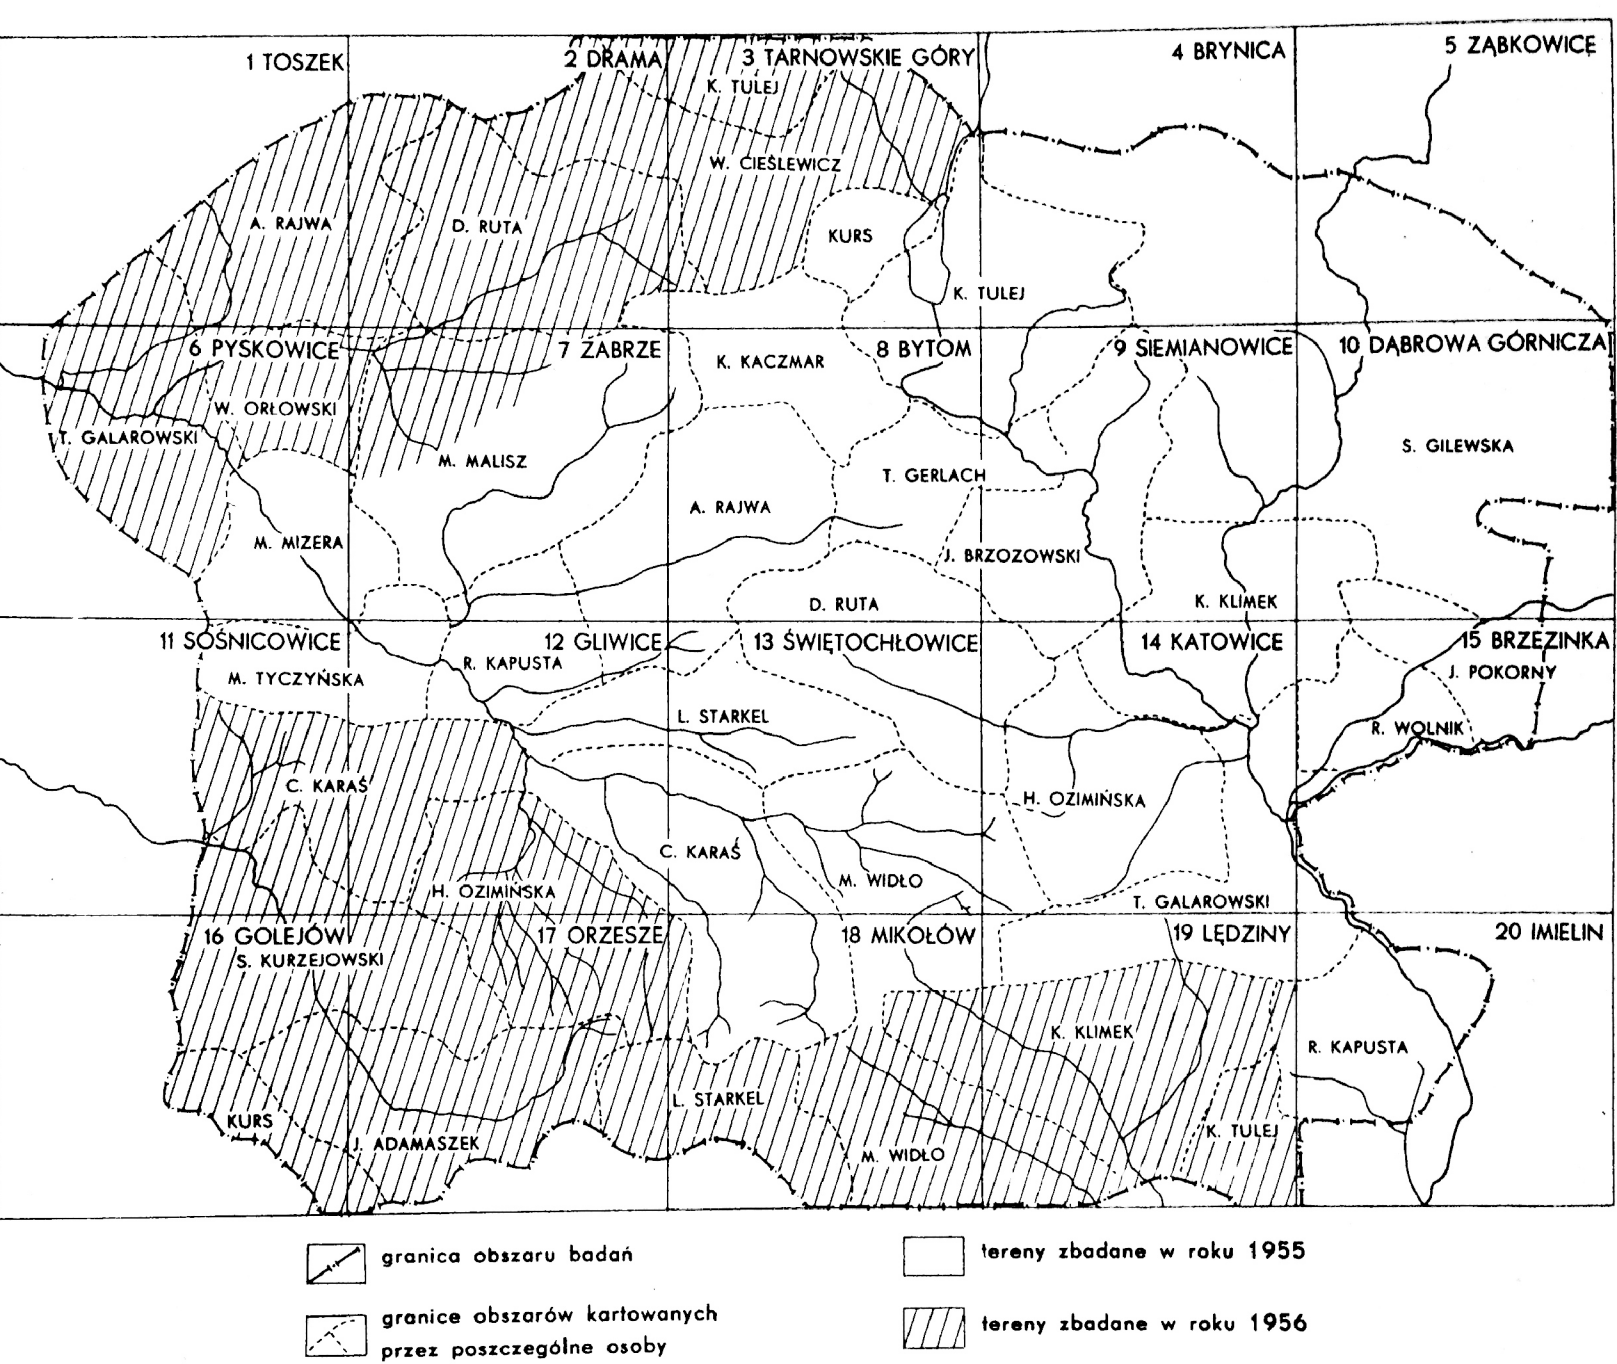 1 TOSZEK
2 DRAMA
3 TARNOWSKIE GÓRY
4 BRYNICA
5 ZĄBKOWICE
K. TULEJ
W. CIEŚLEWICZ
A. RAJWA
D. RUTA
KURS
K. TULEJ
6 PYSKOWICE
7 ZABRZE
K. KACZMAR
8 BYTOM
9 SIEMIANOWICE
10 DĄBROWA GÓRNICZA
W. ORŁOWSKI
T. GALAROWSKI
M. MALISZ
T. GERLACH
S. GILEWSKA
A. RAJWA
M. MIZERA
J. BRZOZOWSKI
D. RUTA
K. KLIMEK
11 SOŚNICOWICE
12 GLIWICE
13 ŚWIĘTOCHŁOWICE
14 KATOWICE
15 BRZEZINKA
R. KAPUSTA
M. TYCZYŃSKA
J. POKORNY
L. STARKEL
R. WOLNIK
C. KARAŚ
H. OZIMIŃSKA
C. KARAŚ
M. WIDŁO
H. OZIMIŃSKA
T. GALAROWSKI
16 GOLEJÓW
17 ORZESZE
18 MIKOŁÓW
19 LĘDZINY
20 IMIELIN
S. KURZEJOWSKI
K. KLIMEK
R. KAPUSTA
L. STARKEL
KURS
J. ADAMASZEK
M. WIDŁO
K. TULEJ
granica obszaru badań
tereny zbadane w roku 1955
granice obszarów kartowanych
przez poszczególne osoby
tereny zbadane w roku 1956